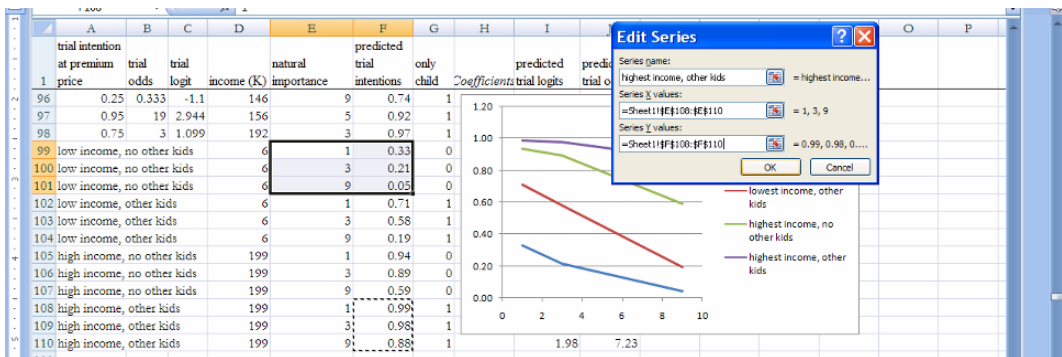 A B C D E F G H I O P
trial intention at premium price trial odds trial logit income (K) natural importance predicted trial intentions only child Coefficients predicted trial logits
1
96 0.25 0.333 -1.1 146 9 0.74 1
97 0.95 19 2.944 156 5 0.92 1
98 0.75 3 1.099 192 3 0.97 1
99 low income, no other kids 6 1 0.33 0
100 low income, no other kids 6 3 0.21 0
101 low income, no other kids 6 9 0.05 0
102 low income, other kids 6 1 0.71 1
103 low income, other kids 6 3 0.58 1
104 low income, other kids 6 9 0.19 1
105 high income, no other kids 199 1 0.94 0
106 high income, no other kids 199 3 0.89 0
107 high income, no other kids 199 9 0.59 0
108 high income, other kids 199 1 0.99 1
109 high income, other kids 199 3 0.98 1
110 high income, other kids 199 9 0.88 1 1.98 7.23
1.20
1.00
0.80
0.60
0.40
0.20
0.00
0 2 4 6 8 10
lowest income, other
kids
highest income, no
other kids
highest income, other
kids
Edit Series
Series name:
highest income, other kids = highest income...
Series X values:
=Sheet1!$E$108:$E$110 = 1, 3, 9
Series Y values:
=Sheet1!$F$108:$F$110 = 0.99, 0.98, 0....
OK Cancel